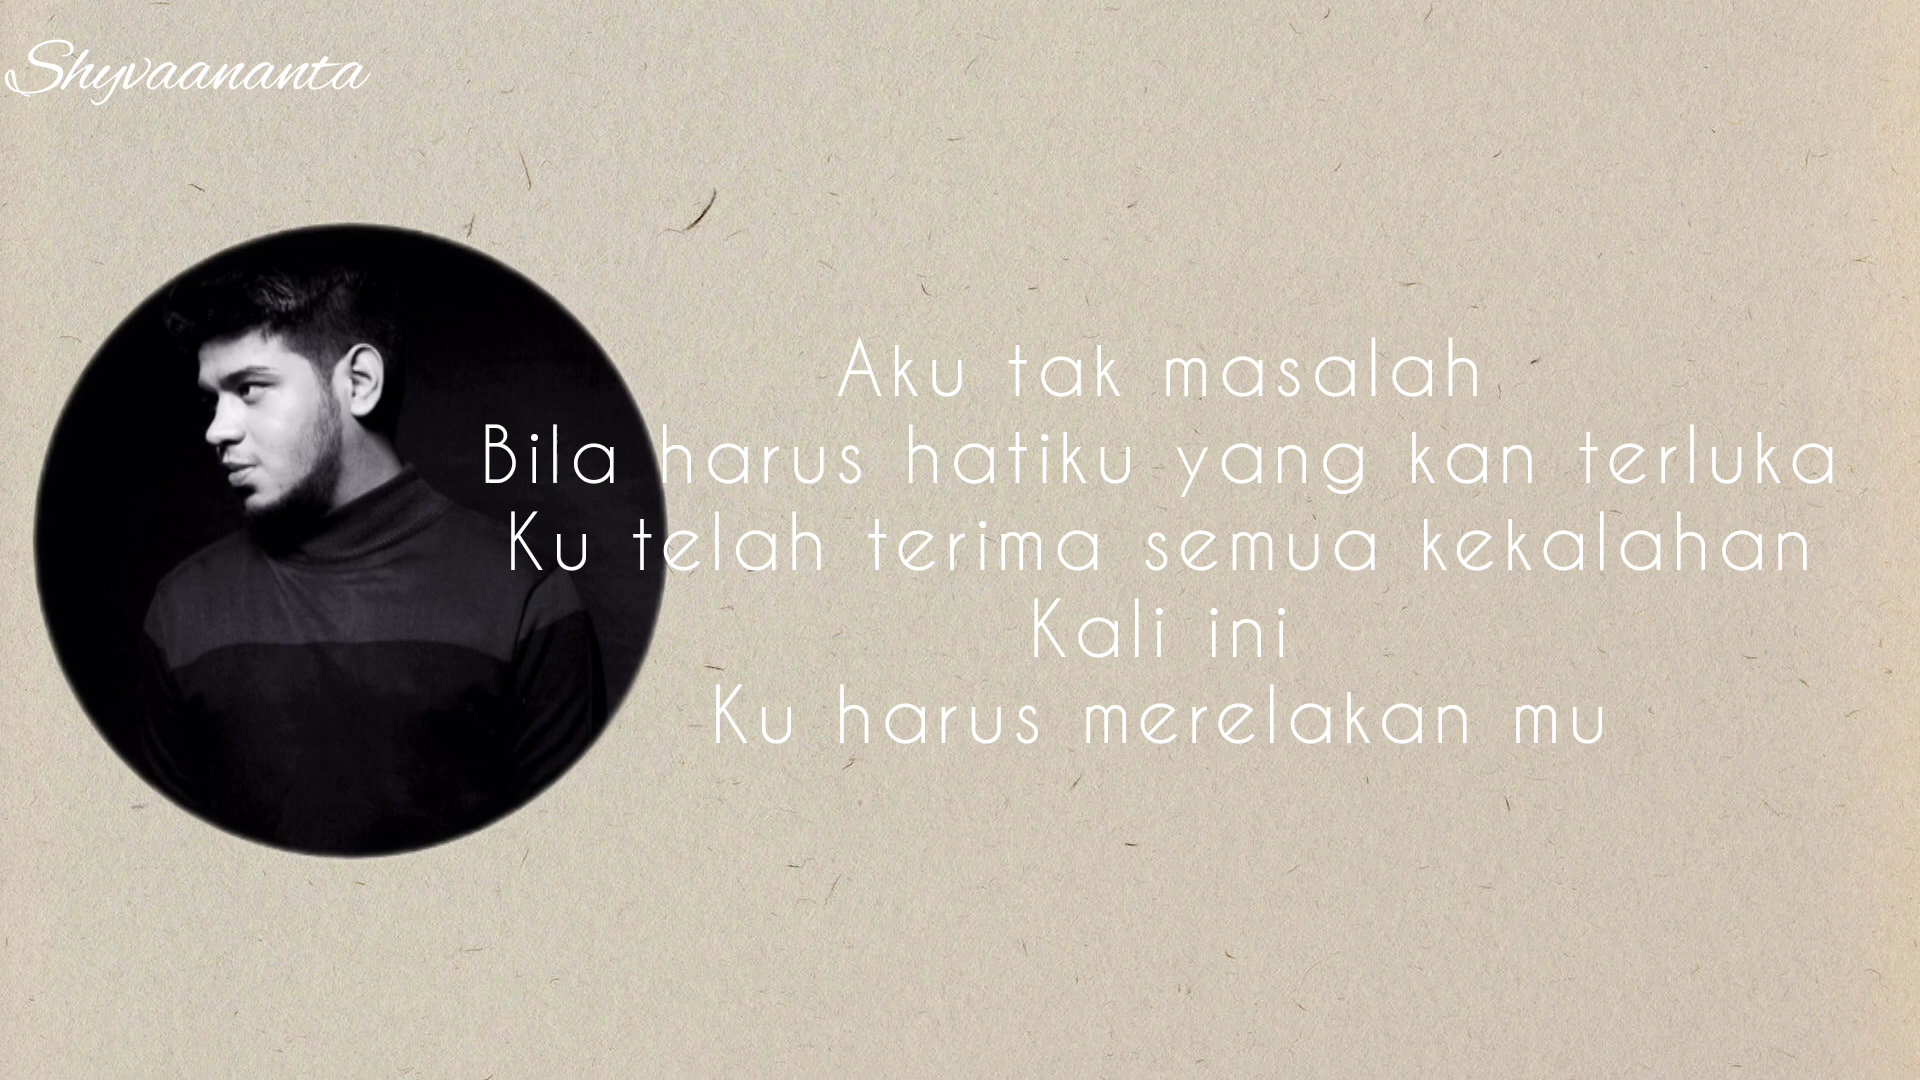 Shyvaananta
Aku tak masalah
Bila harus hatiku yang kan terluka
Ku telah terima semua kekalahan
Kali ini
Ku harus merelakan mu